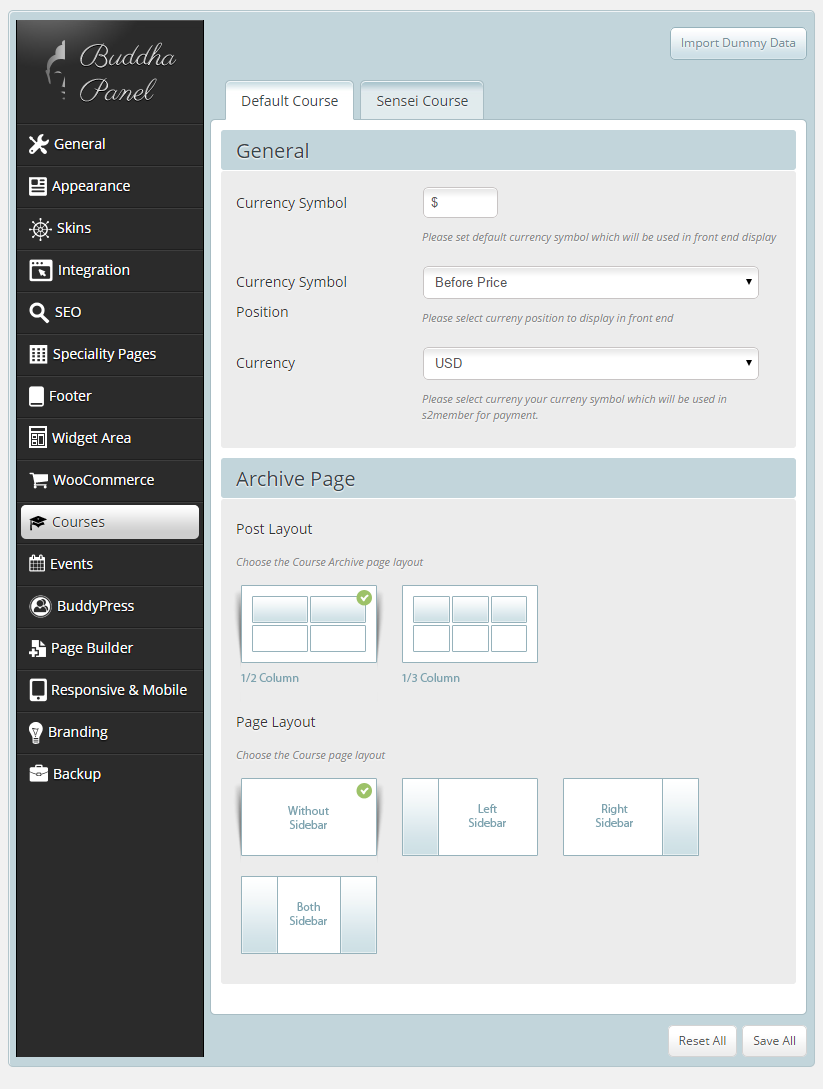 Buddha
Panel
General
Appearance
Skins
Integration
SEO
Speciality Pages
Footer
Widget Area
WooCommerce
Courses
Events
BuddyPress
Page Builder
Responsive & Mobile
Branding
Backup
Import Dummy Data
Default Course
Sensei Course
General
Currency Symbol
$
Please set default currency symbol which will be used in front end display
Currency Symbol
Position
Before Price
Please select curreny position to display in front end
Currency
USD
Please select curreny your curreny symbol which will be used in
s2member for payment.
Archive Page
Post Layout
Choose the Course Archive page layout
1/2 Column
1/3 Column
Page Layout
Choose the Course page layout
Without
Sidebar
Left
Sidebar
Right
Sidebar
Both
Sidebar
Reset All
Save All